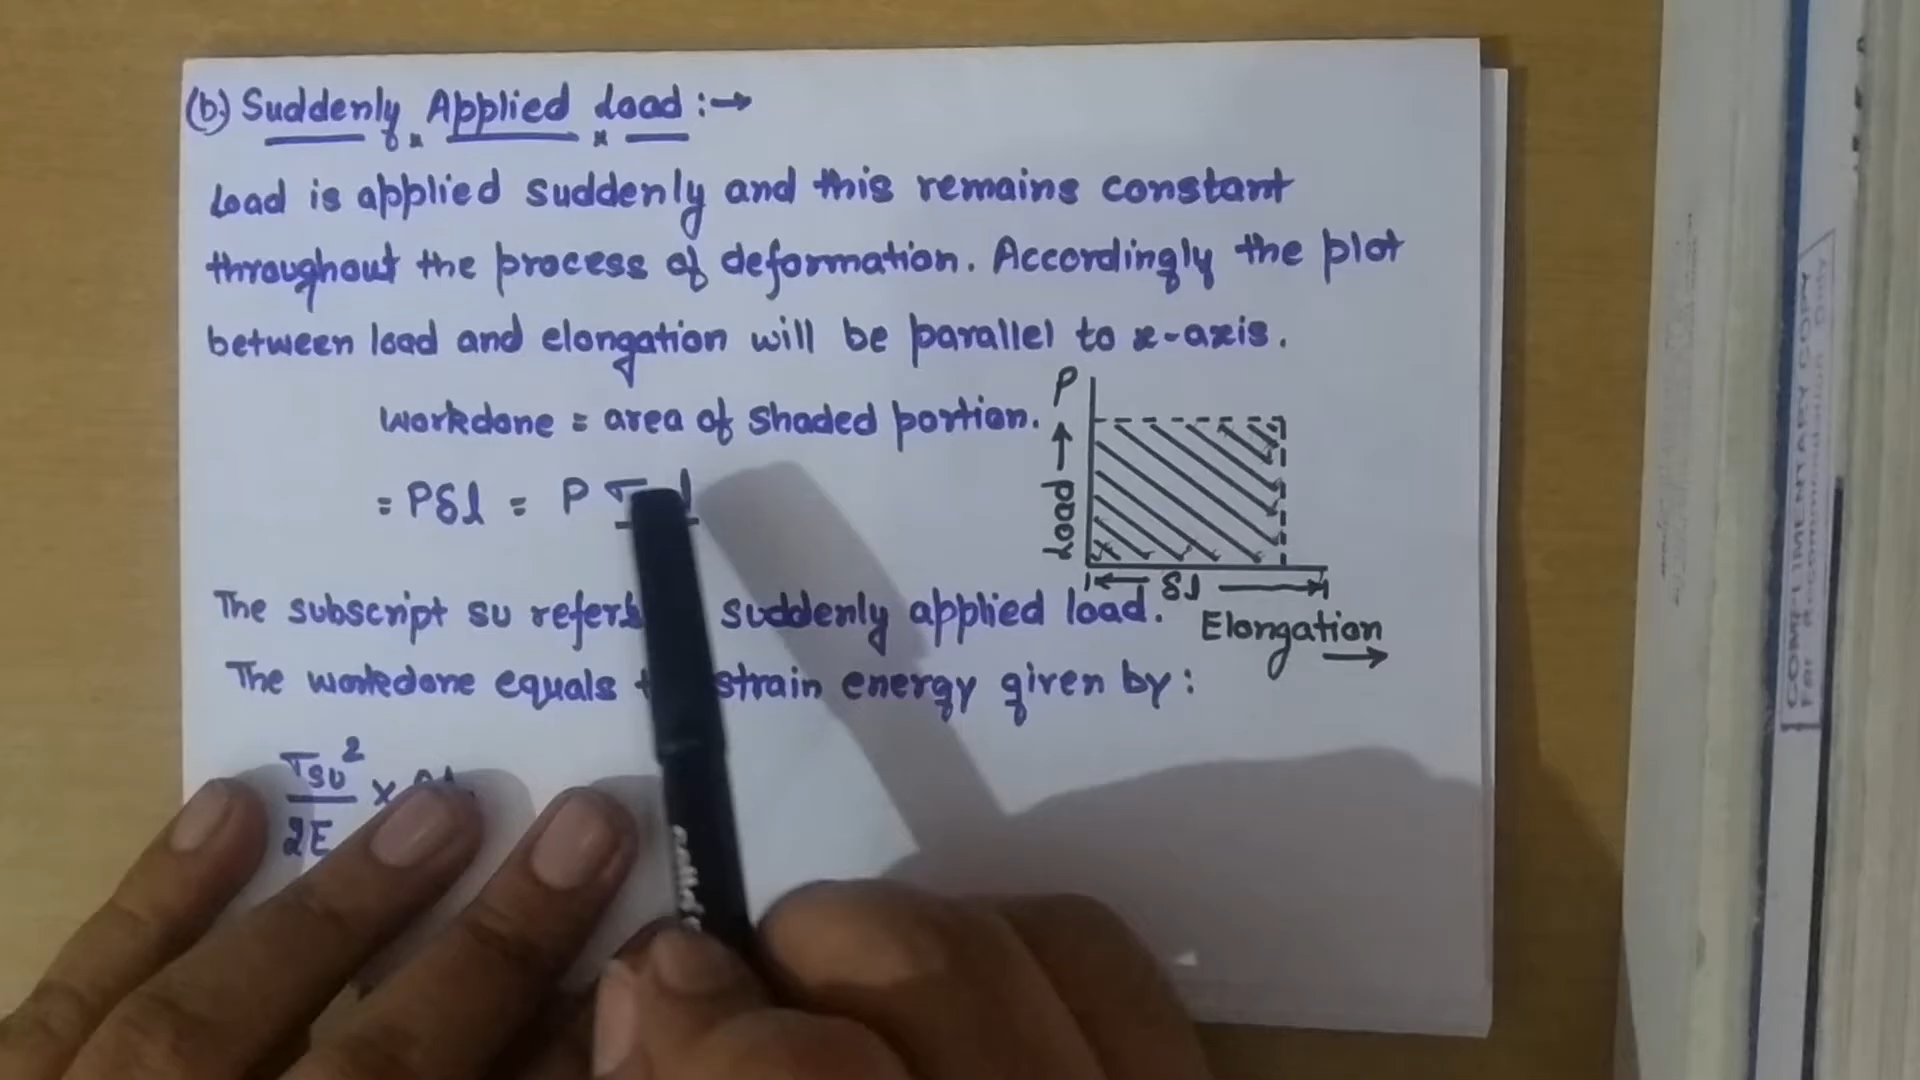 (b) Suddenly Applied Load :→
Load is applied suddenly and this remains constant
throughout the process of deformation. Accordingly the plot
between load and elongation will be parallel to x-axis.
workdone = area of shaded portion.
= Pδl = P
The subscript su refers suddenly applied load.
The workdone equals strain energy given by:
σsu²
2E ×
P
Load →
δl
Elongation →
COMPLIMENTARY COPY